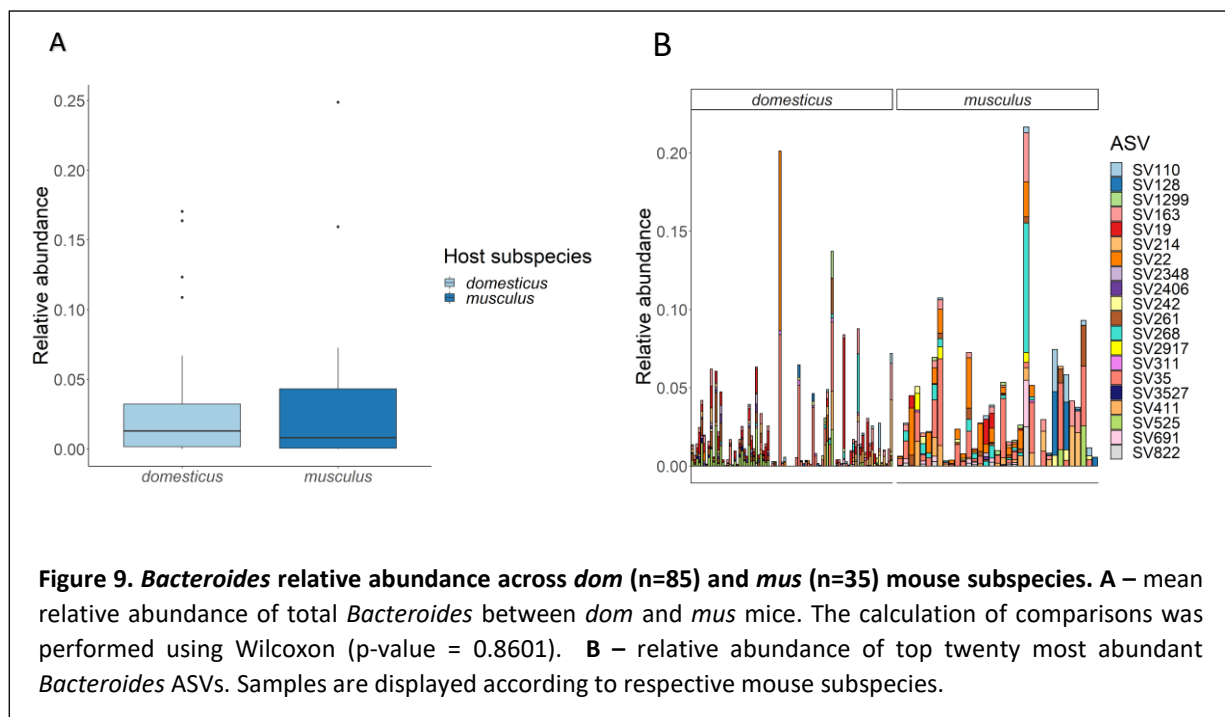 A
B
0.25
0.20
0.15
0.10
0.05
0.00
Relative abundance
domesticus
musculus
Host subspecies
domesticus
musculus
domesticus
musculus
0.20
0.15
0.10
0.05
0.00
Relative abundance
ASV
SV110
SV128
SV1299
SV163
SV19
SV214
SV22
SV2348
SV2406
SV242
SV261
SV268
SV2917
SV311
SV35
SV3527
SV411
SV525
SV691
SV822
Figure 9. Bacteroides relative abundance across dom (n=85) and mus (n=35) mouse subspecies. A – mean
relative abundance of total Bacteroides between dom and mus mice. The calculation of comparisons was
performed using Wilcoxon (p-value = 0.8601). B – relative abundance of top twenty most abundant
Bacteroides ASVs. Samples are displayed according to respective mouse subspecies.